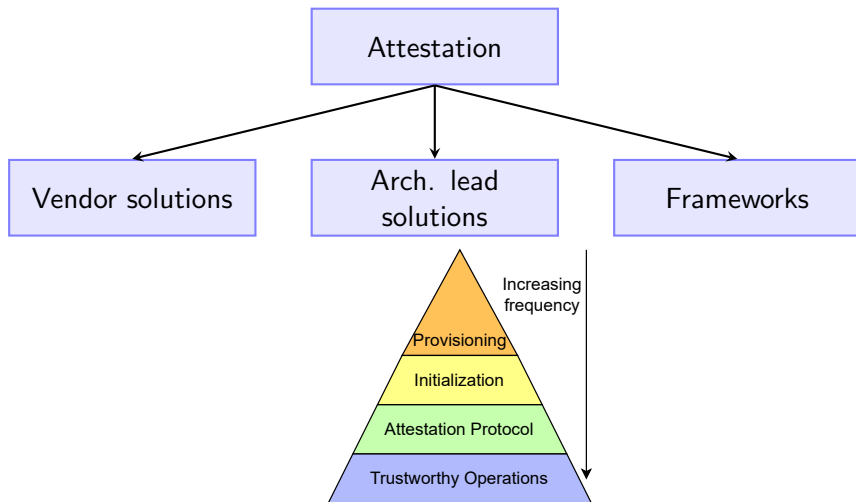 Attestation
Vendor solutions
Arch. lead
solutions
Frameworks
Increasing
frequency
Provisioning
Initialization
Attestation Protocol
Trustworthy Operations